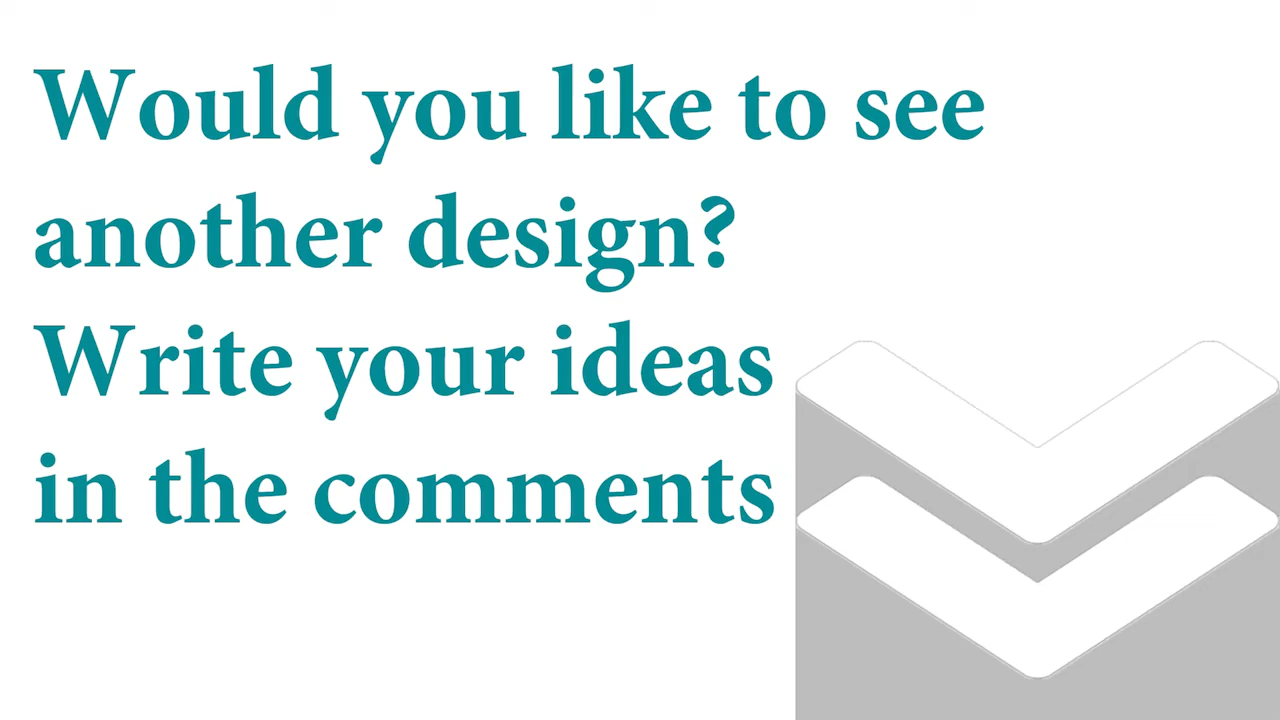 Would you like to see
another design?
Write your ideas
in the comments